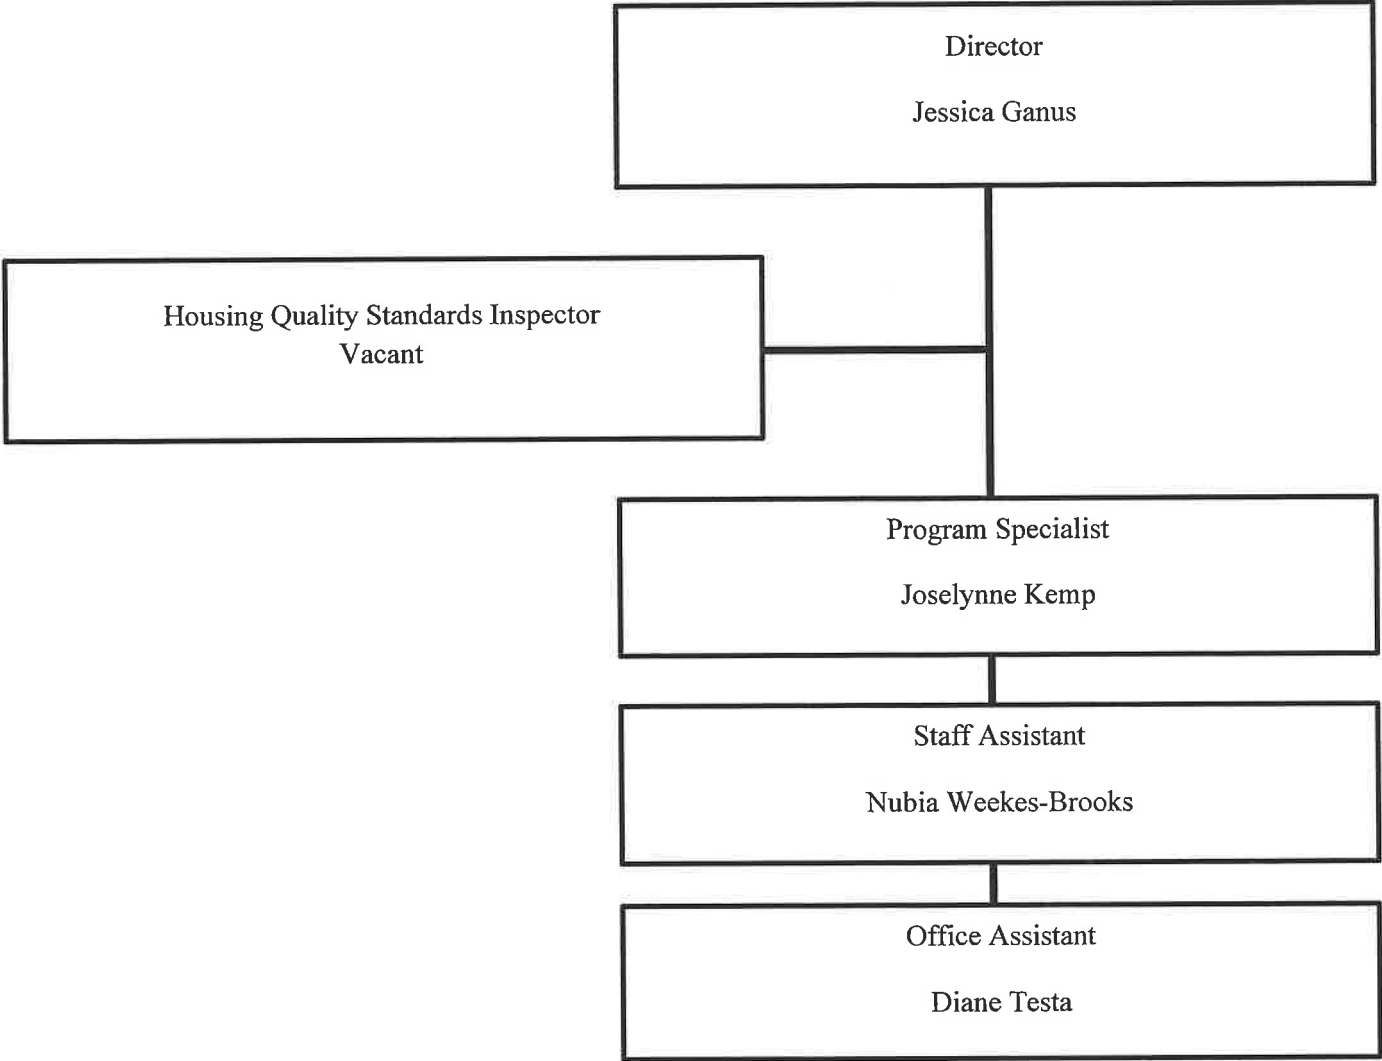 Director
Jessica Ganus
Housing Quality Standards Inspector
Vacant
Program Specialist
Joselynne Kemp
Staff Assistant
Nubia Weekes-Brooks
Office Assistant
Diane Testa